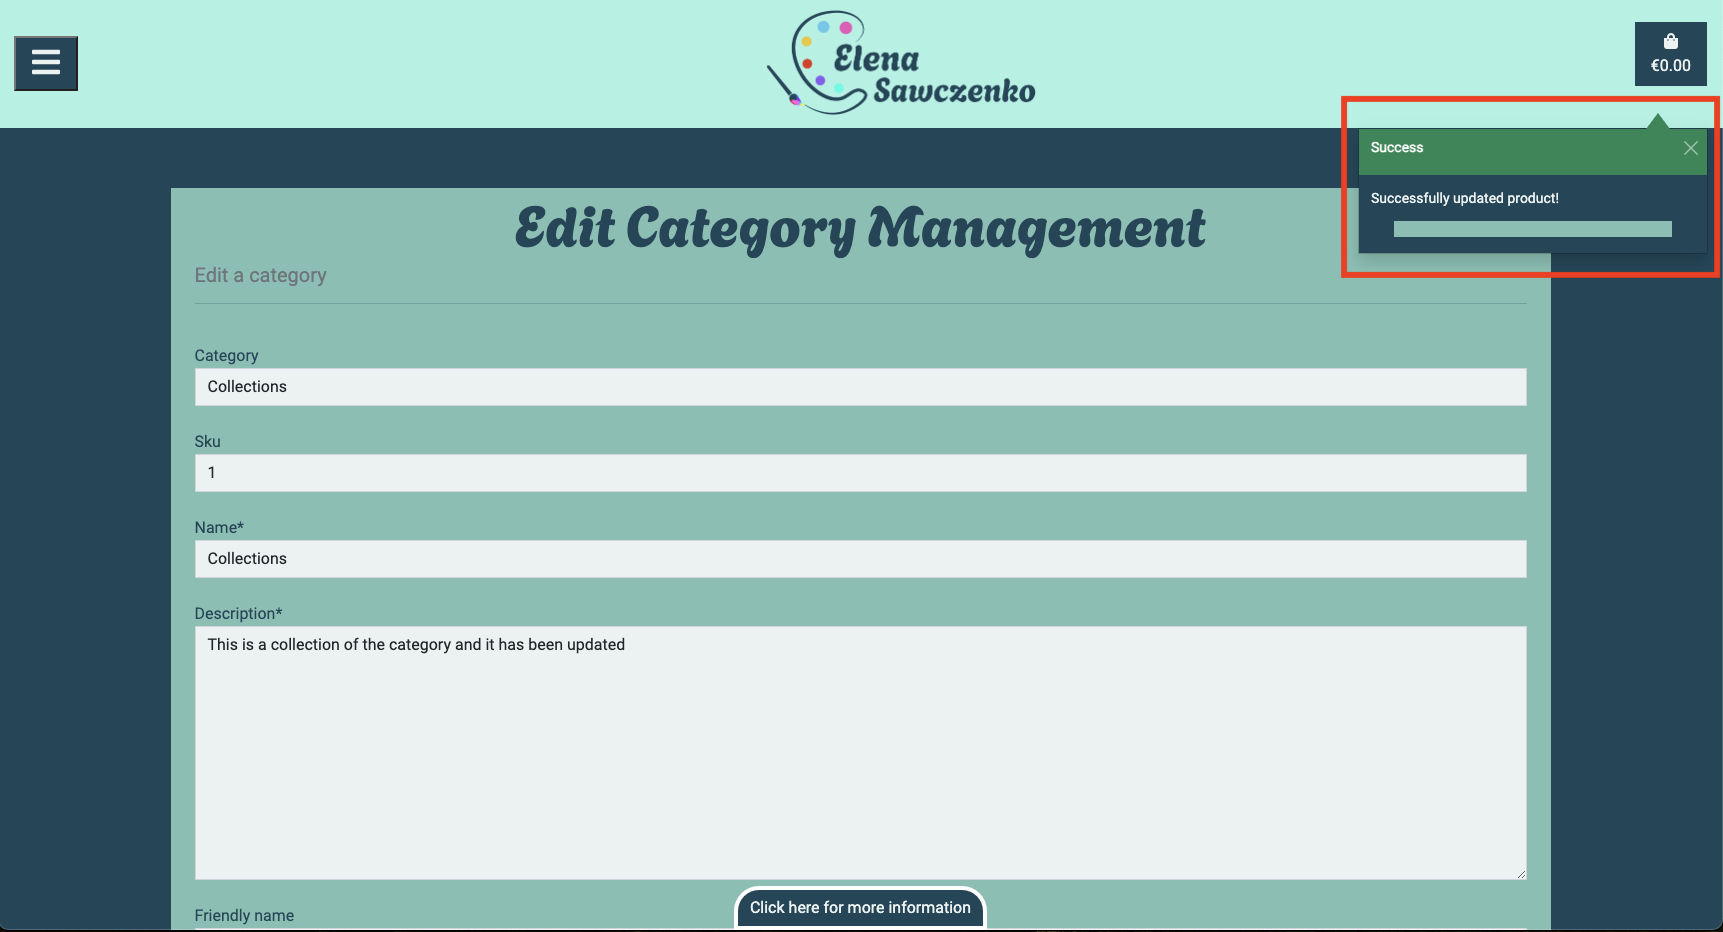 Elena
Sawczenko
€0.00
Success
Successfully updated product!
Edit Category Management
Edit a category
Category
Collections
Sku
1
Name*
Collections
Description*
This is a collection of the category and it has been updated
Friendly name
Click here for more information